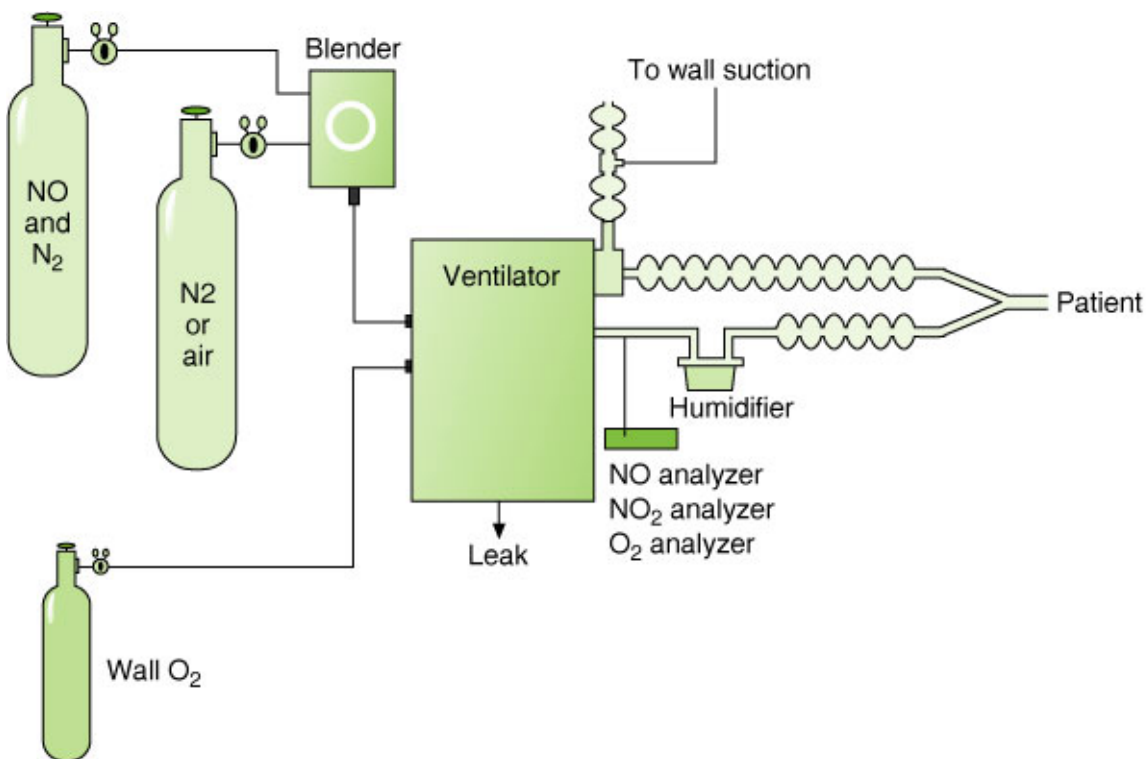 Blender
To wall suction
NO
and
N₂
N2
or
air
Ventilator
Patient
Humidifier
NO analyzer
NO₂ analyzer
O₂ analyzer
Leak
Wall O₂